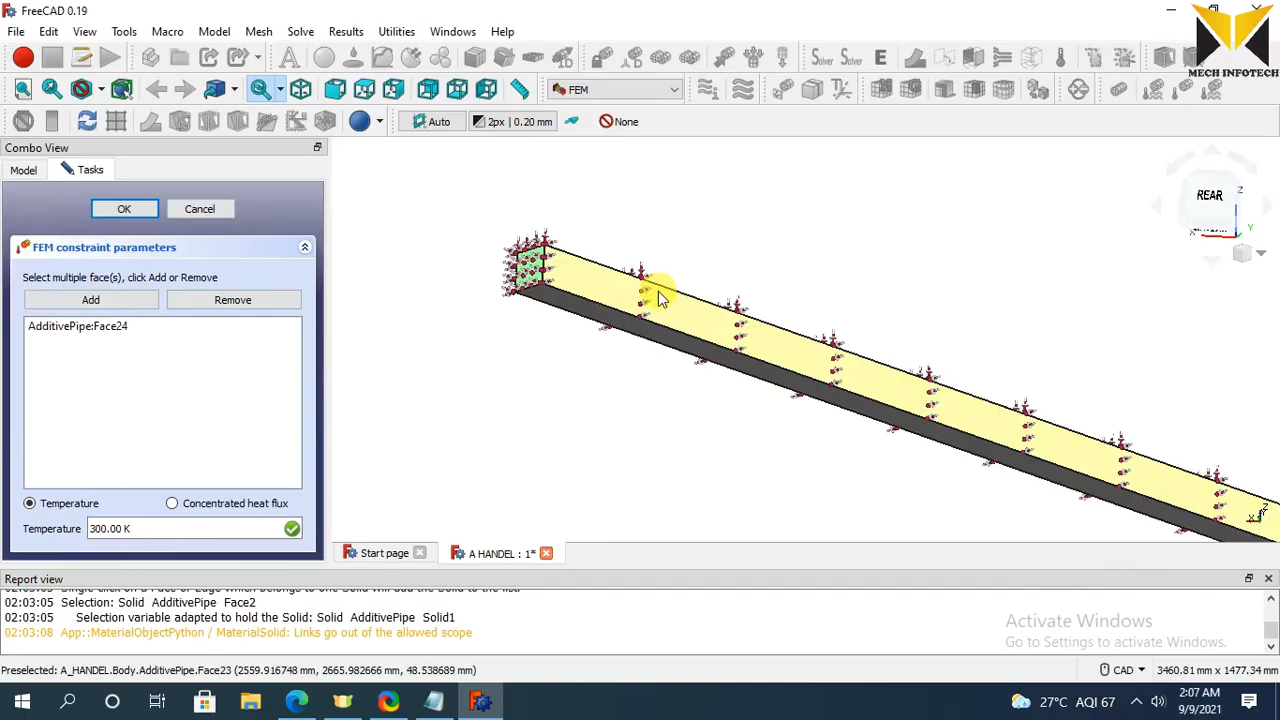 FreeCAD 0.19
File Edit View Tools Macro Model Mesh Solve Results Utilities Windows Help
MECH INFOTECH
Solver Solver E
FEM
Auto 2px | 0.20 mm None
Combo View
Model Tasks
REAR
Z
Y
X
OK Cancel
FEM constraint parameters
Select multiple face(s), click Add or Remove
Add Remove
AdditivePipe:Face24
Temperature Concentrated heat flux
Temperature 300.00 K
Z
X
Start page A HANDEL : 1*
Report view
02:03:05 Selection: Solid AdditivePipe Face2
02:03:05 Selection variable adapted to hold the Solid: Solid AdditivePipe Solid1
02:03:08 App::MaterialObjectPython / MaterialSolid: Links go out of the allowed scope
Activate Windows
Go to Settings to activate Windows.
Preselected: A_HANDEL.Body.AdditivePipe.Face23 (2559.916748 mm, 2665.982666 mm, 48.538689 mm) CAD 3460.81 mm x 1477.34 mm
27°C AQI 67 2:07 AM
9/9/2021